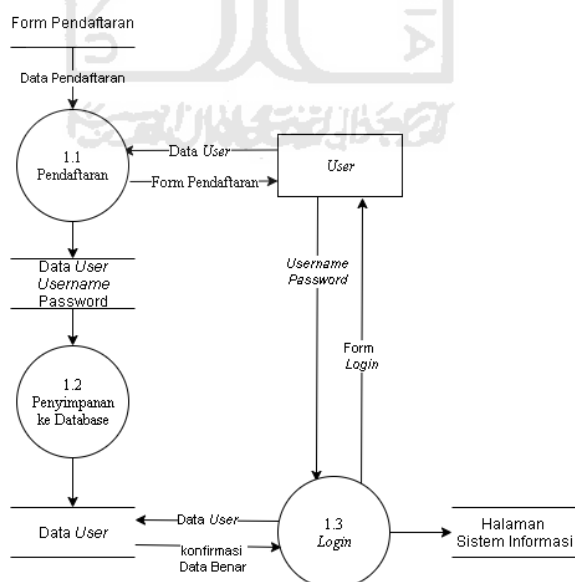 Form Pendaftaran
Data Pendaftaran
1.1
Pendaftaran
Data User
Form Pendaftaran
User
Data User
Username
Password
Username
Password
Form
Login
1.2
Penyimpanan
ke Database
Data User
Data User
konfirmasi
Data Benar
1.3
Login
Halaman
Sistem Informasi